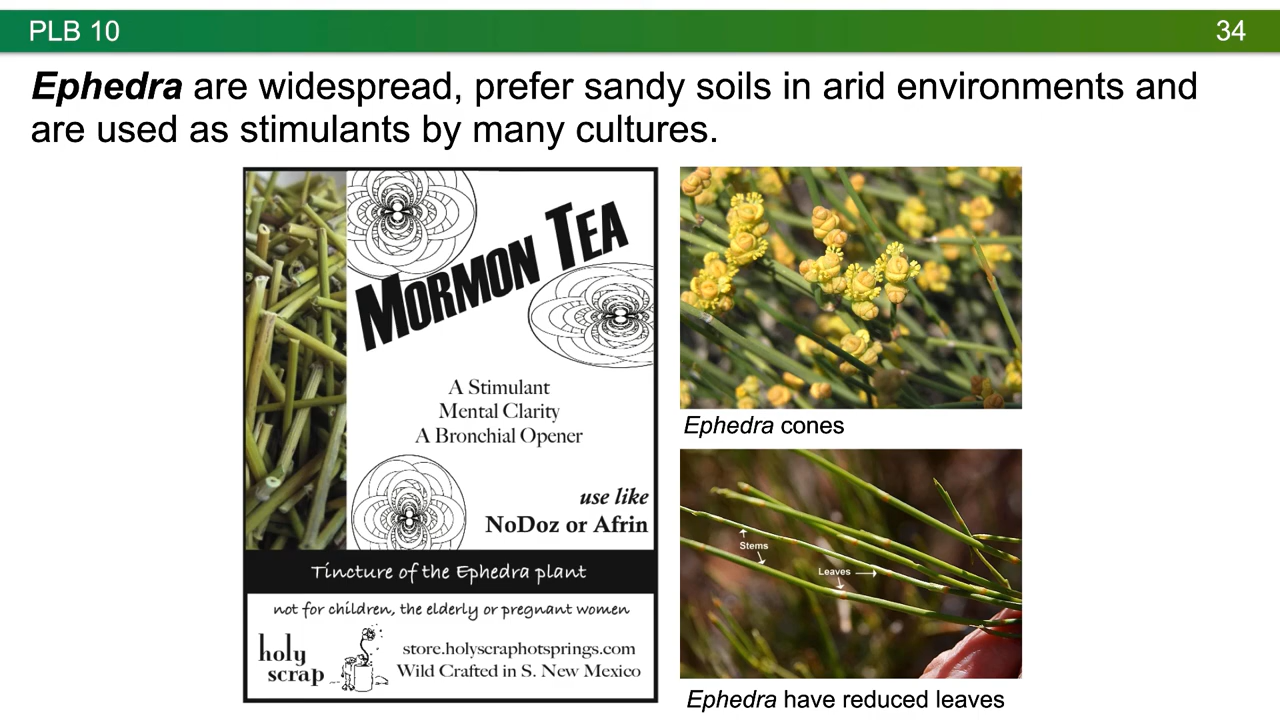 PLB 10
34
Ephedra are widespread, prefer sandy soils in arid environments and
are used as stimulants by many cultures.
MORMON TEA
A Stimulant
Mental Clarity
A Bronchial Opener
use like
NoDoz or Afrin
Tincture of the Ephedra plant
not for children, the elderly or pregnant women
holy
scrap
store.holyscraphotsprings.com
Wild Crafted in S. New Mexico
Ephedra cones
Stems
Leaves
Ephedra have reduced leaves